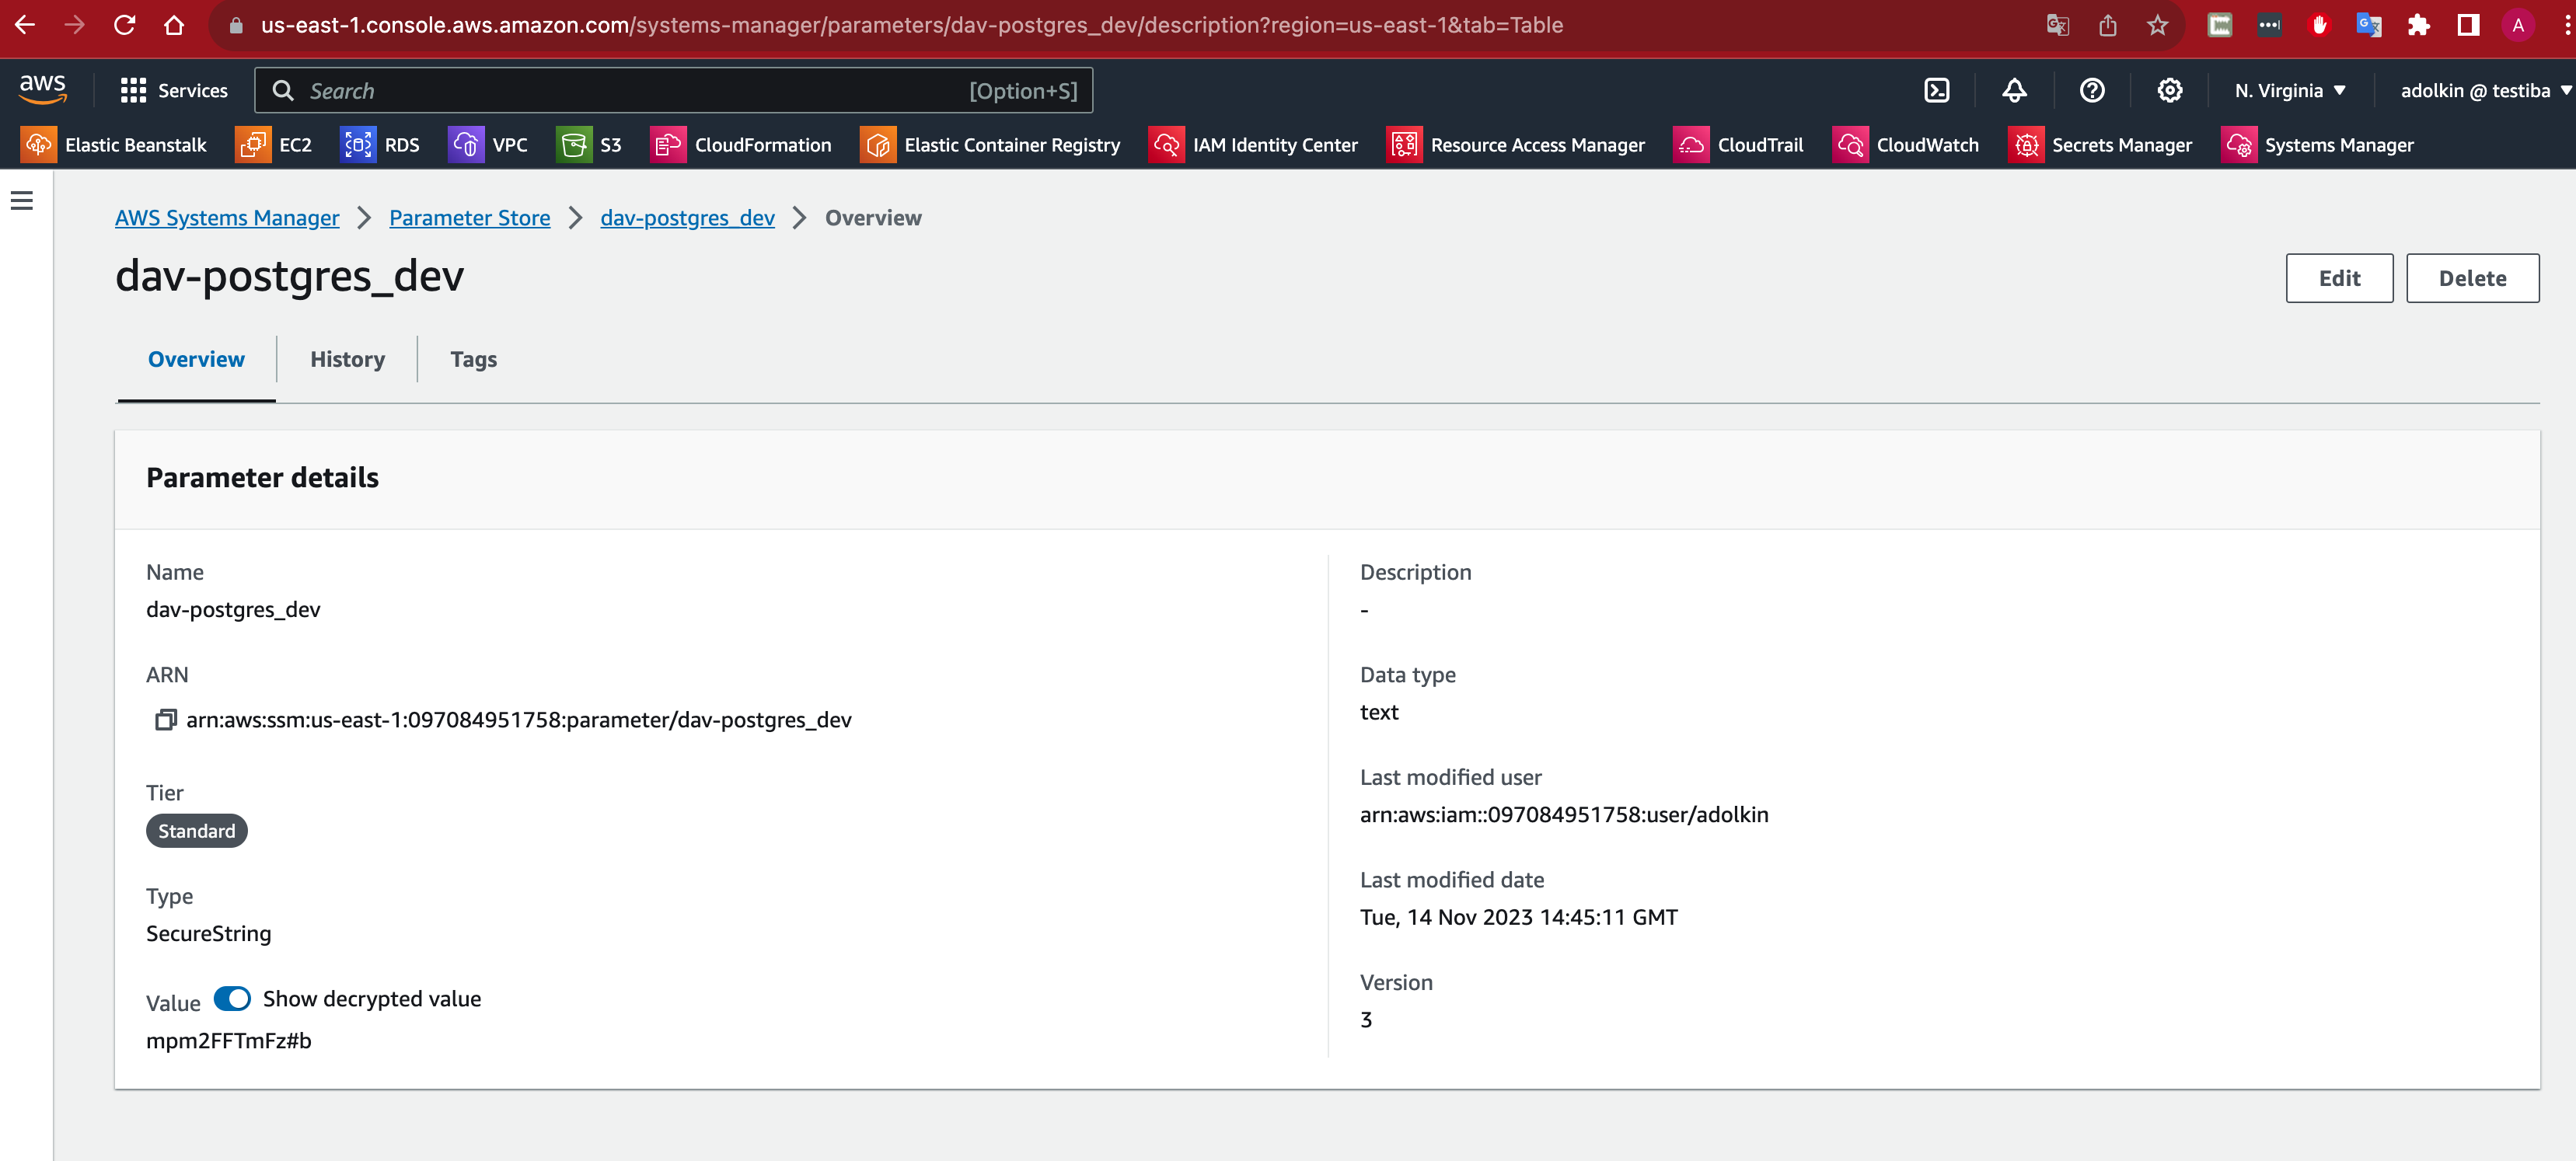 us-east-1.console.aws.amazon.com/systems-manager/parameters/dav-postgres_dev/description?region=us-east-1&tab=Table
A
aws Services Search [Option+S] N. Virginia adolkin @ testiba
Elastic Beanstalk EC2 RDS VPC S3 CloudFormation Elastic Container Registry IAM Identity Center Resource Access Manager CloudTrail CloudWatch Secrets Manager Systems Manager
AWS Systems Manager Parameter Store dav-postgres_dev Overview
dav-postgres_dev
Edit Delete
Overview History Tags
Parameter details
Name
dav-postgres_dev
ARN
arn:aws:ssm:us-east-1:097084951758:parameter/dav-postgres_dev
Tier
Standard
Type
SecureString
Value Show decrypted value
mpm2FFTmFz#b
Description
-
Data type
text
Last modified user
arn:aws:iam::097084951758:user/adolkin
Last modified date
Tue, 14 Nov 2023 14:45:11 GMT
Version
3